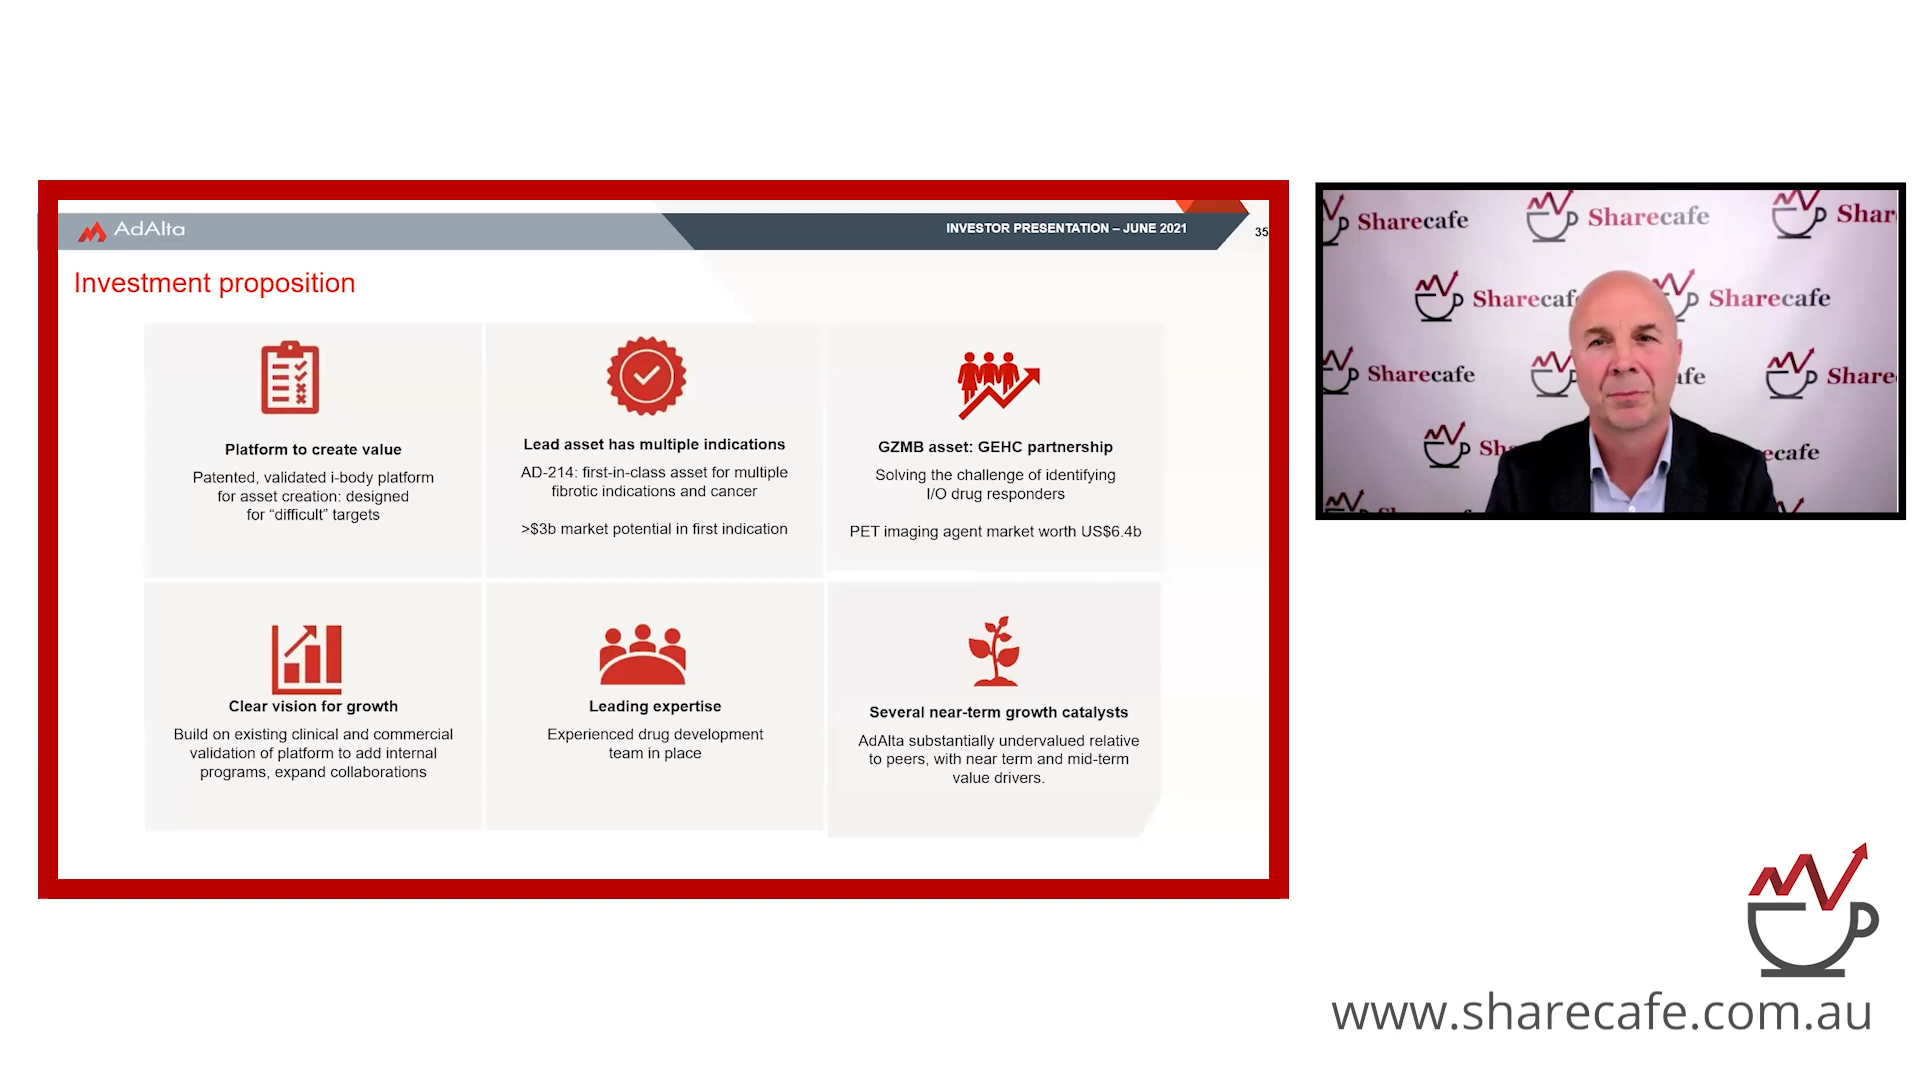 AdAlta
INVESTOR PRESENTATION – JUNE 2021
35
Investment proposition
Platform to create value
Patented, validated i-body platform
for asset creation: designed
for “difficult” targets
Lead asset has multiple indications
AD-214: first-in-class asset for multiple
fibrotic indications and cancer
>$3b market potential in first indication
GZMB asset: GEHC partnership
Solving the challenge of identifying
I/O drug responders
PET imaging agent market worth US$6.4b
Clear vision for growth
Build on existing clinical and commercial
validation of platform to add internal
programs, expand collaborations
Leading expertise
Experienced drug development
team in place
Several near-term growth catalysts
AdAlta substantially undervalued relative
to peers, with near term and mid-term
value drivers.
Sharecafe
Sharecafe
Shar
Sharecaf
Sharecafe
Sharecafe
afe
Share
Sh
ecafe
www.sharecafe.com.au